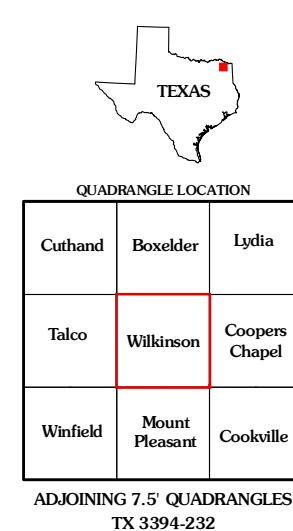 TEXAS
QUADRANGLE LOCATION
Cuthand Boxelder Lydia
Talco Wilkinson Coopers Chapel
Winfield Mount Pleasant Cookville
ADJOINING 7.5' QUADRANGLES
TX 3394-232